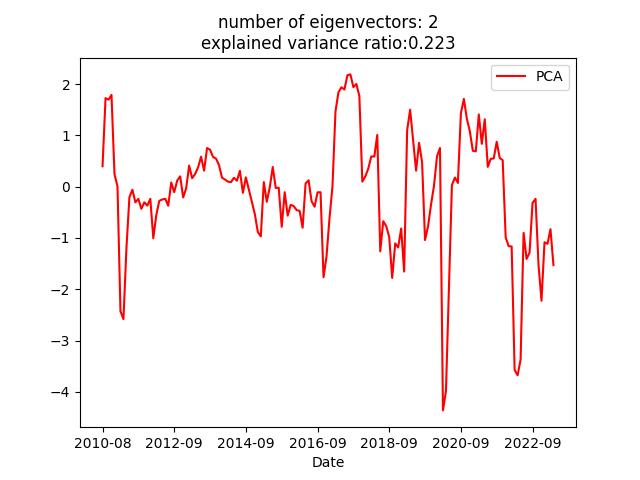 number of eigenvectors: 2
explained variance ratio:0.223
PCA
2
1
0
−1
−2
−3
−4
2010-08 2012-09 2014-09 2016-09 2018-09 2020-09 2022-09
Date